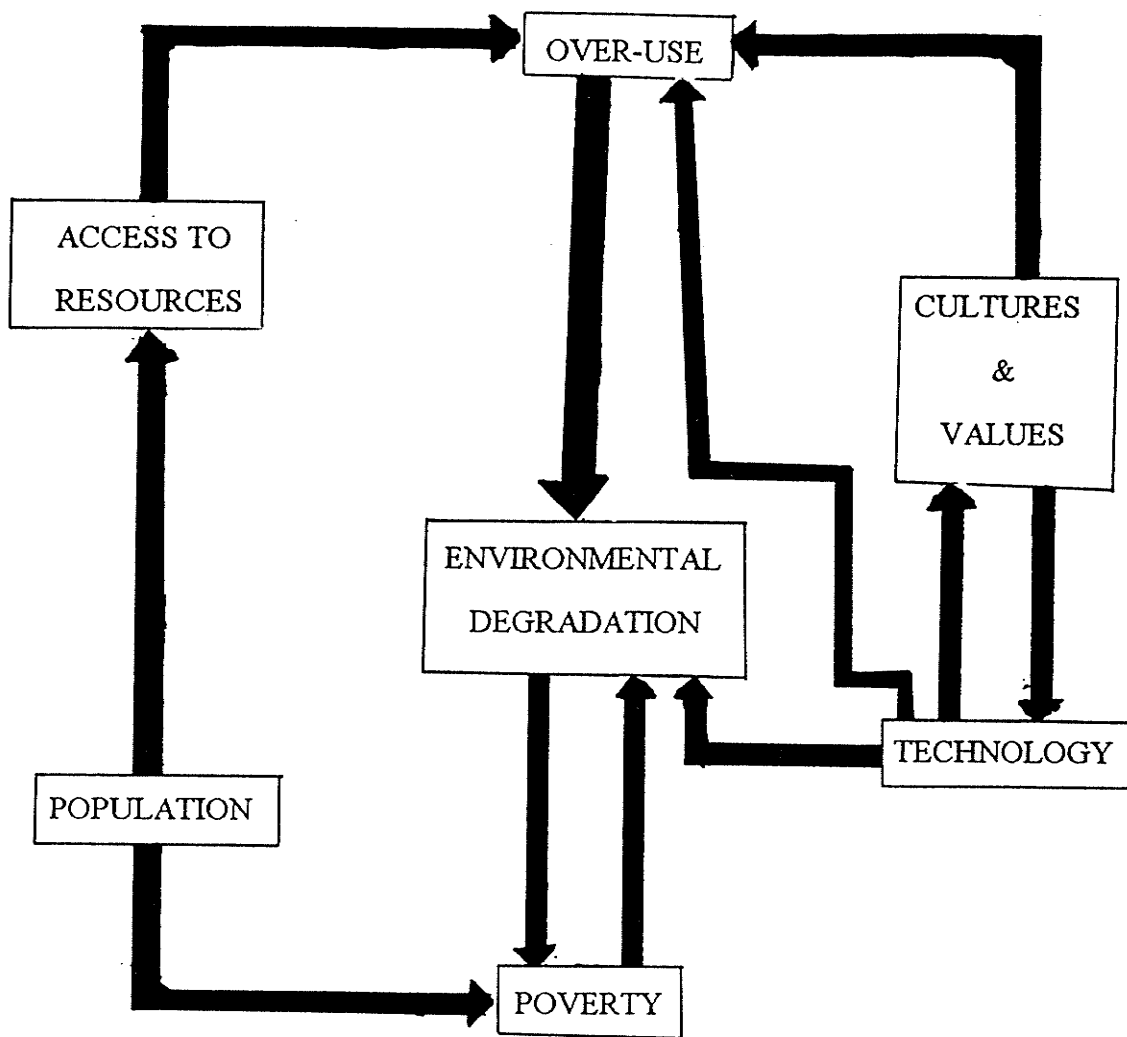 OVER-USE
ACCESS TO
RESOURCES
CULTURES
&
VALUES
ENVIRONMENTAL
DEGRADATION
TECHNOLOGY
POPULATION
POVERTY